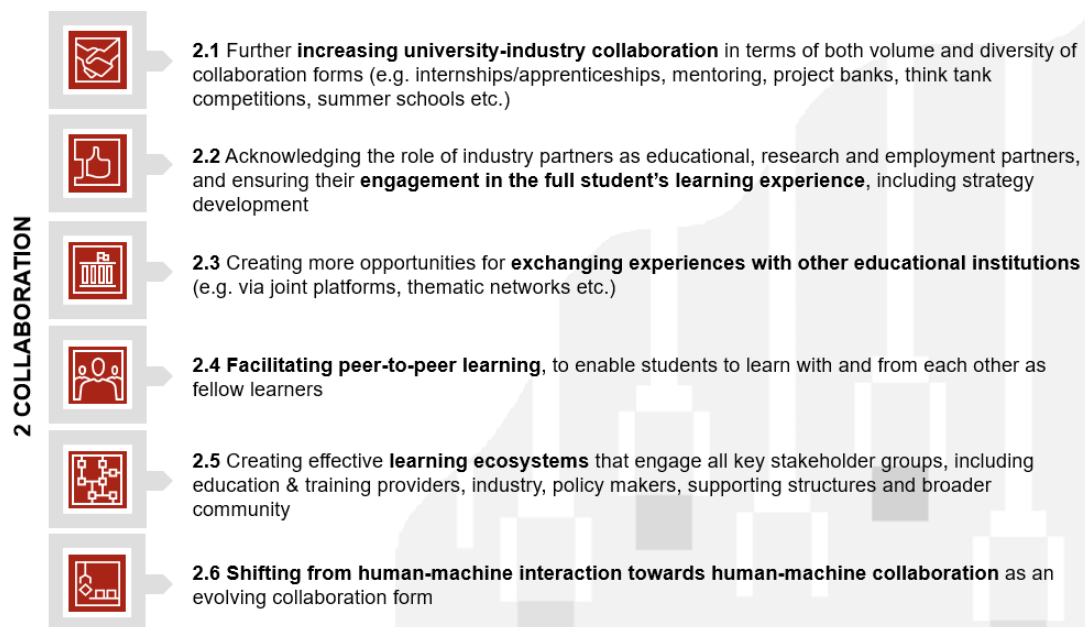 2 COLLABORATION
2.1 Further increasing university-industry collaboration in terms of both volume and diversity of
collaboration forms (e.g. internships/apprenticeships, mentoring, project banks, think tank
competitions, summer schools etc.)
2.2 Acknowledging the role of industry partners as educational, research and employment partners,
and ensuring their engagement in the full student’s learning experience, including strategy
development
2.3 Creating more opportunities for exchanging experiences with other educational institutions
(e.g. via joint platforms, thematic networks etc.)
2.4 Facilitating peer-to-peer learning, to enable students to learn with and from each other as
fellow learners
2.5 Creating effective learning ecosystems that engage all key stakeholder groups, including
education & training providers, industry, policy makers, supporting structures and broader
community
2.6 Shifting from human-machine interaction towards human-machine collaboration as an
evolving collaboration form